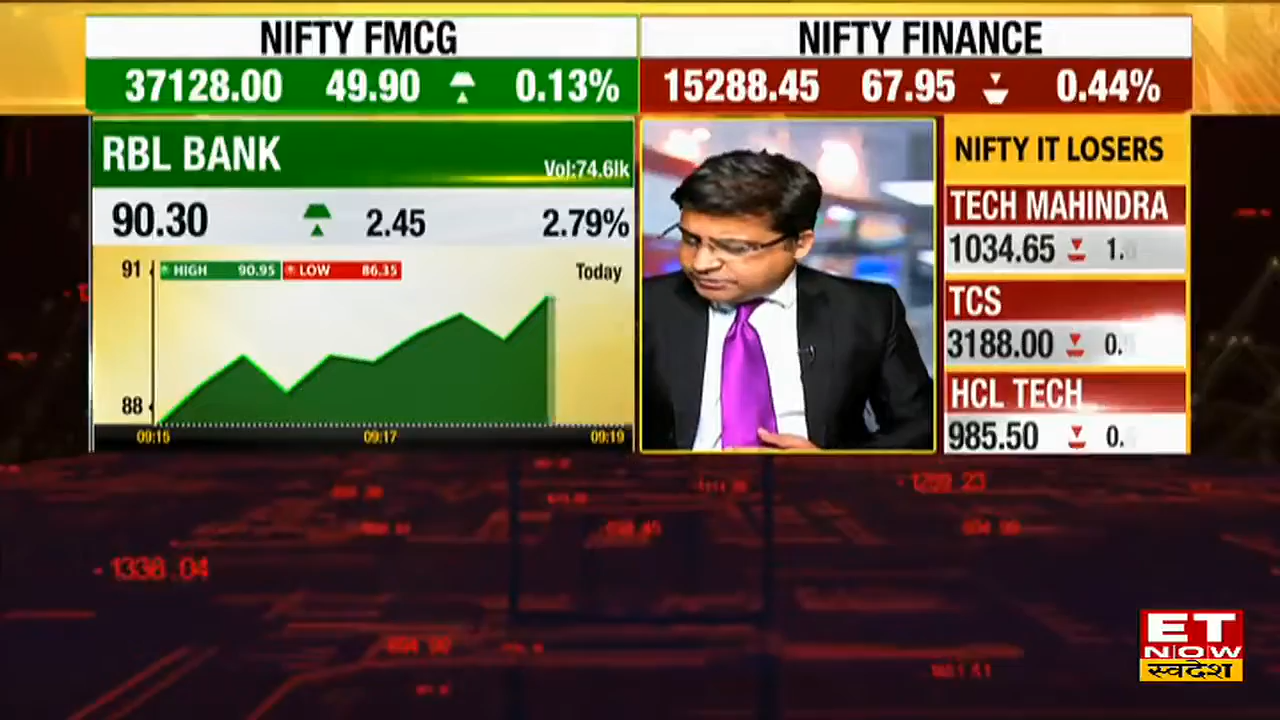 NIFTY FMCG
37128.00 49.90 0.13%
NIFTY FINANCE
15288.45 67.95 0.44%
RBL BANK
Vol:74.6lk
90.30 2.45 2.79%
91
HIGH 90.95 LOW 86.35
Today
88
09:15 09:17 09:19
NIFTY IT LOSERS
TECH MAHINDRA
1034.65 1.
TCS
3188.00 0.
HCL TECH
985.50 0.
-1338.04
ET
NOW
स्वदेश